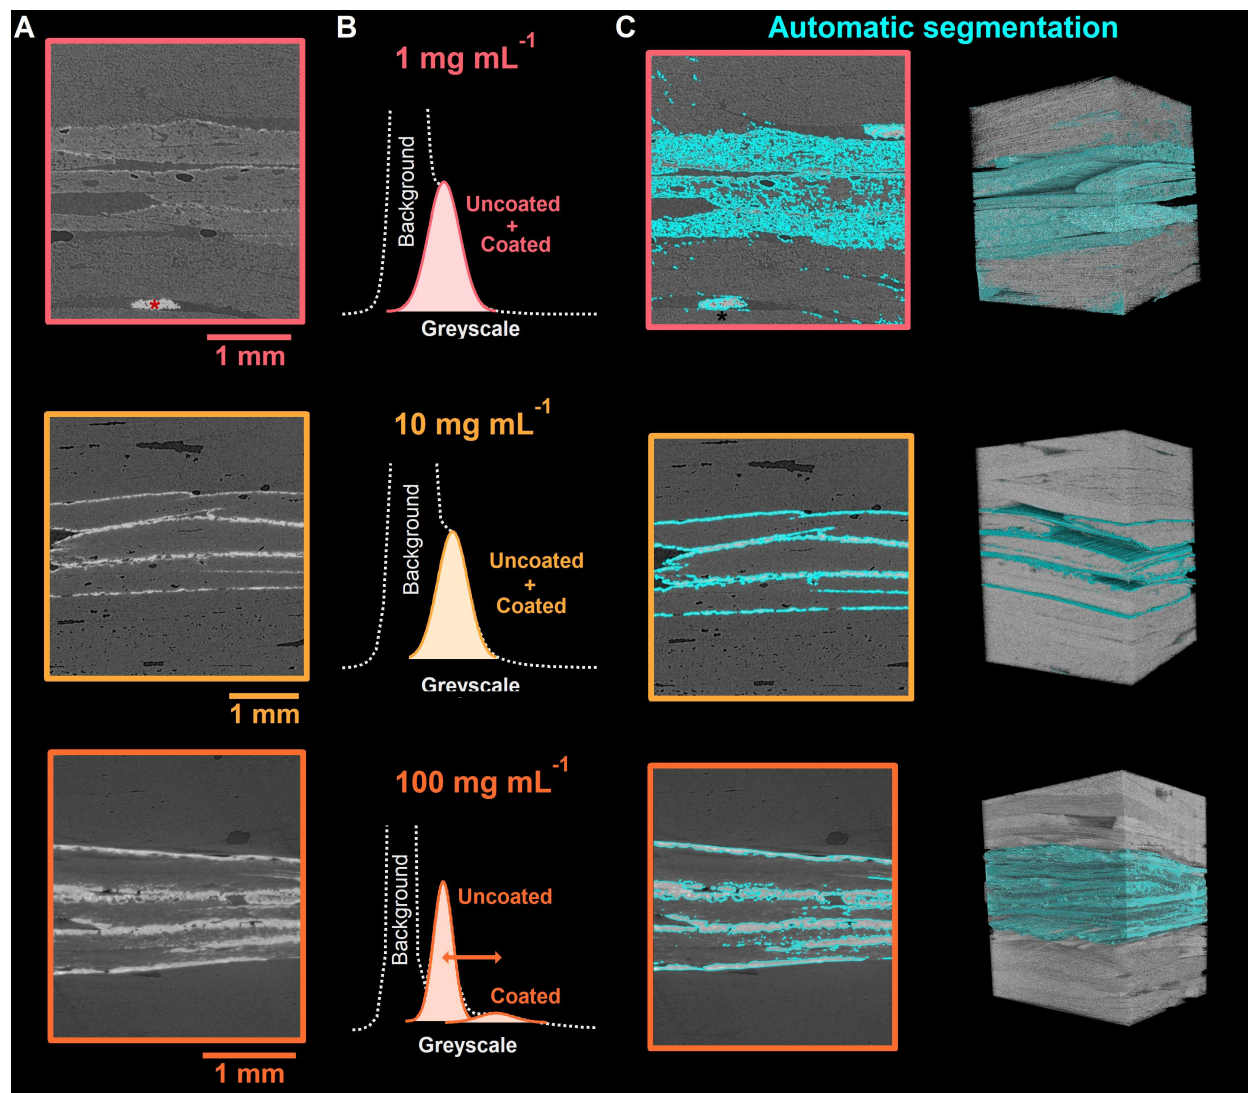 A
B
C
Automatic segmentation
1 mg mL-1
Background
Uncoated
+
Coated
Greyscale
*
*
1 mm
10 mg mL-1
Background
Uncoated
+
Coated
Greyscale
1 mm
100 mg mL-1
Background
Uncoated
Coated
Greyscale
1 mm